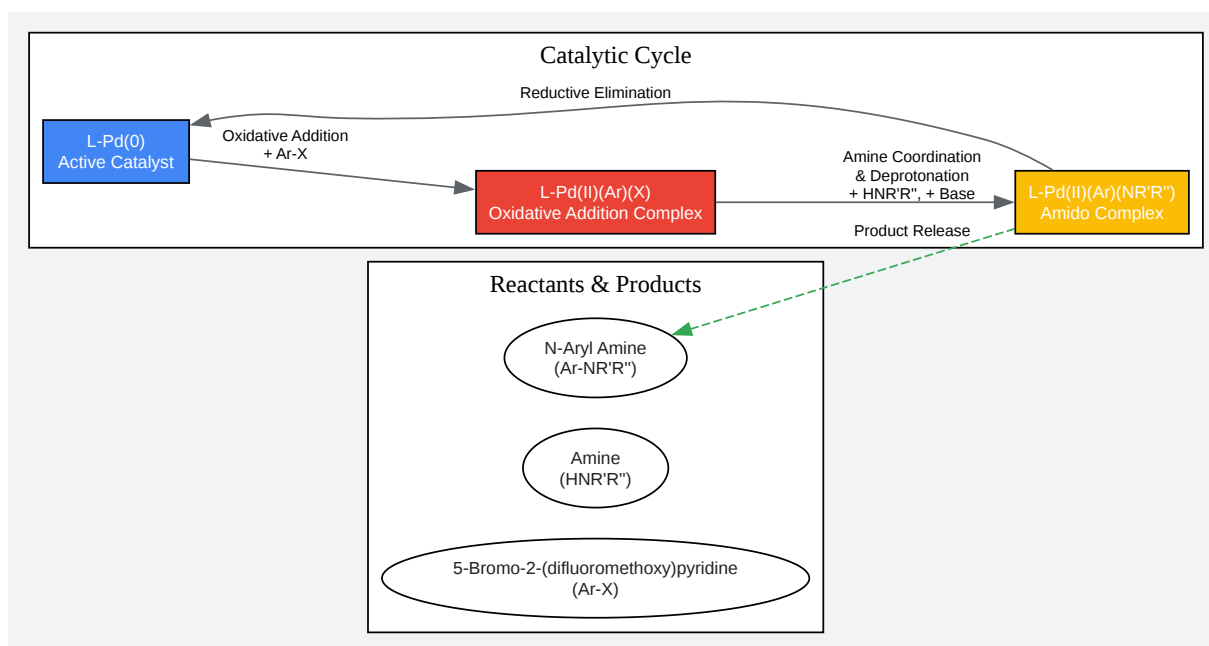 Catalytic Cycle
Reductive Elimination
L-Pd(0)
Active Catalyst
Oxidative Addition
+ Ar-X
L-Pd(II)(Ar)(X)
Oxidative Addition Complex
Amine Coordination
& Deprotonation
+ HNR'R", + Base
L-Pd(II)(Ar)(NR'R")
Amido Complex
Product Release
Reactants & Products
N-Aryl Amine
(Ar-NR'R")
Amine
(HNR'R")
5-Bromo-2-(difluoromethoxy)pyridine
(Ar-X)